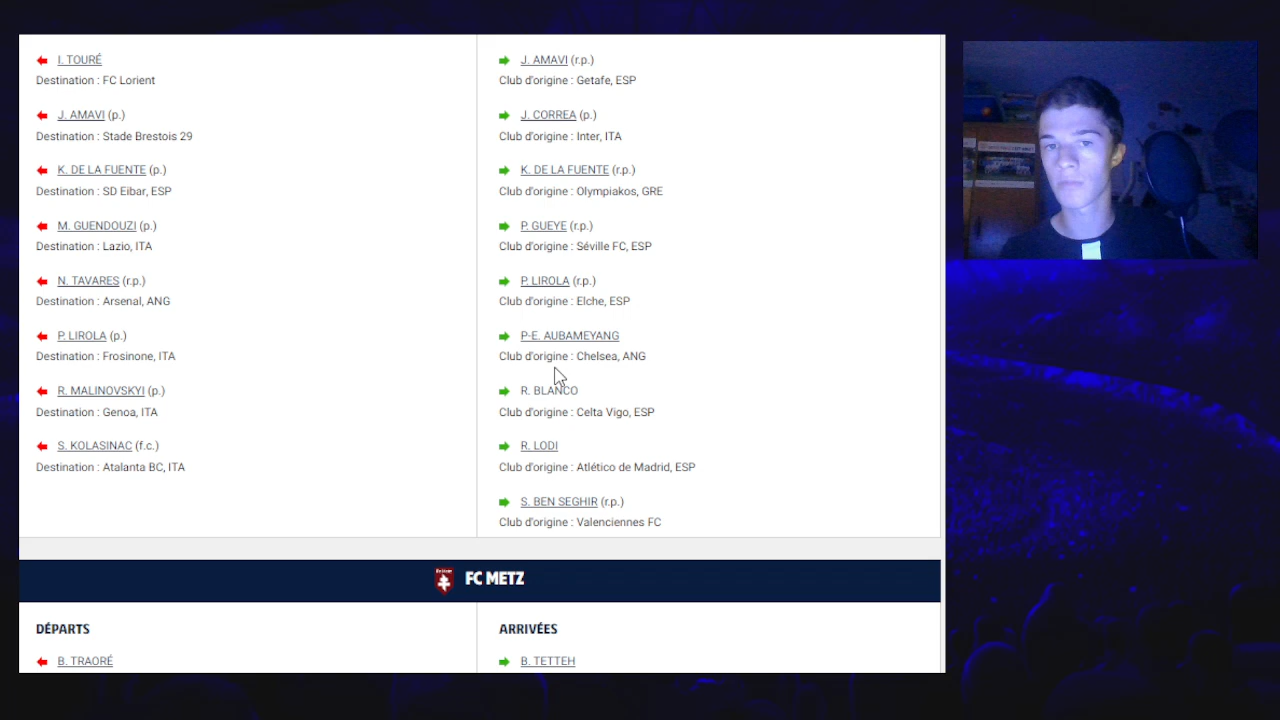 I. TOURÉ
Destination : FC Lorient
J. AMAVI (p.)
Destination : Stade Brestois 29
K. DE LA FUENTE (p.)
Destination : SD Eibar, ESP
M. GUENDOUZI (p.)
Destination : Lazio, ITA
N. TAVARES (r.p.)
Destination : Arsenal, ANG
P. LIROLA (p.)
Destination : Frosinone, ITA
R. MALINOVSKYI (p.)
Destination : Genoa, ITA
S. KOLASINAC (f.c.)
Destination : Atalanta BC, ITA
J. AMAVI (r.p.)
Club d'origine : Getafe, ESP
J. CORREA (p.)
Club d'origine : Inter, ITA
K. DE LA FUENTE (r.p.)
Club d'origine : Olympiakos, GRE
P. GUEYE (r.p.)
Club d'origine : Séville FC, ESP
P. LIROLA (r.p.)
Club d'origine : Elche, ESP
P-E. AUBAMEYANG
Club d'origine : Chelsea, ANG
R. BLANCO
Club d'origine : Celta Vigo, ESP
R. LODI
Club d'origine : Atlético de Madrid, ESP
S. BEN SEGHIR (r.p.)
Club d'origine : Valenciennes FC
FC METZ
DÉPARTS
B. TRAORÉ
ARRIVÉES
B. TETTEH